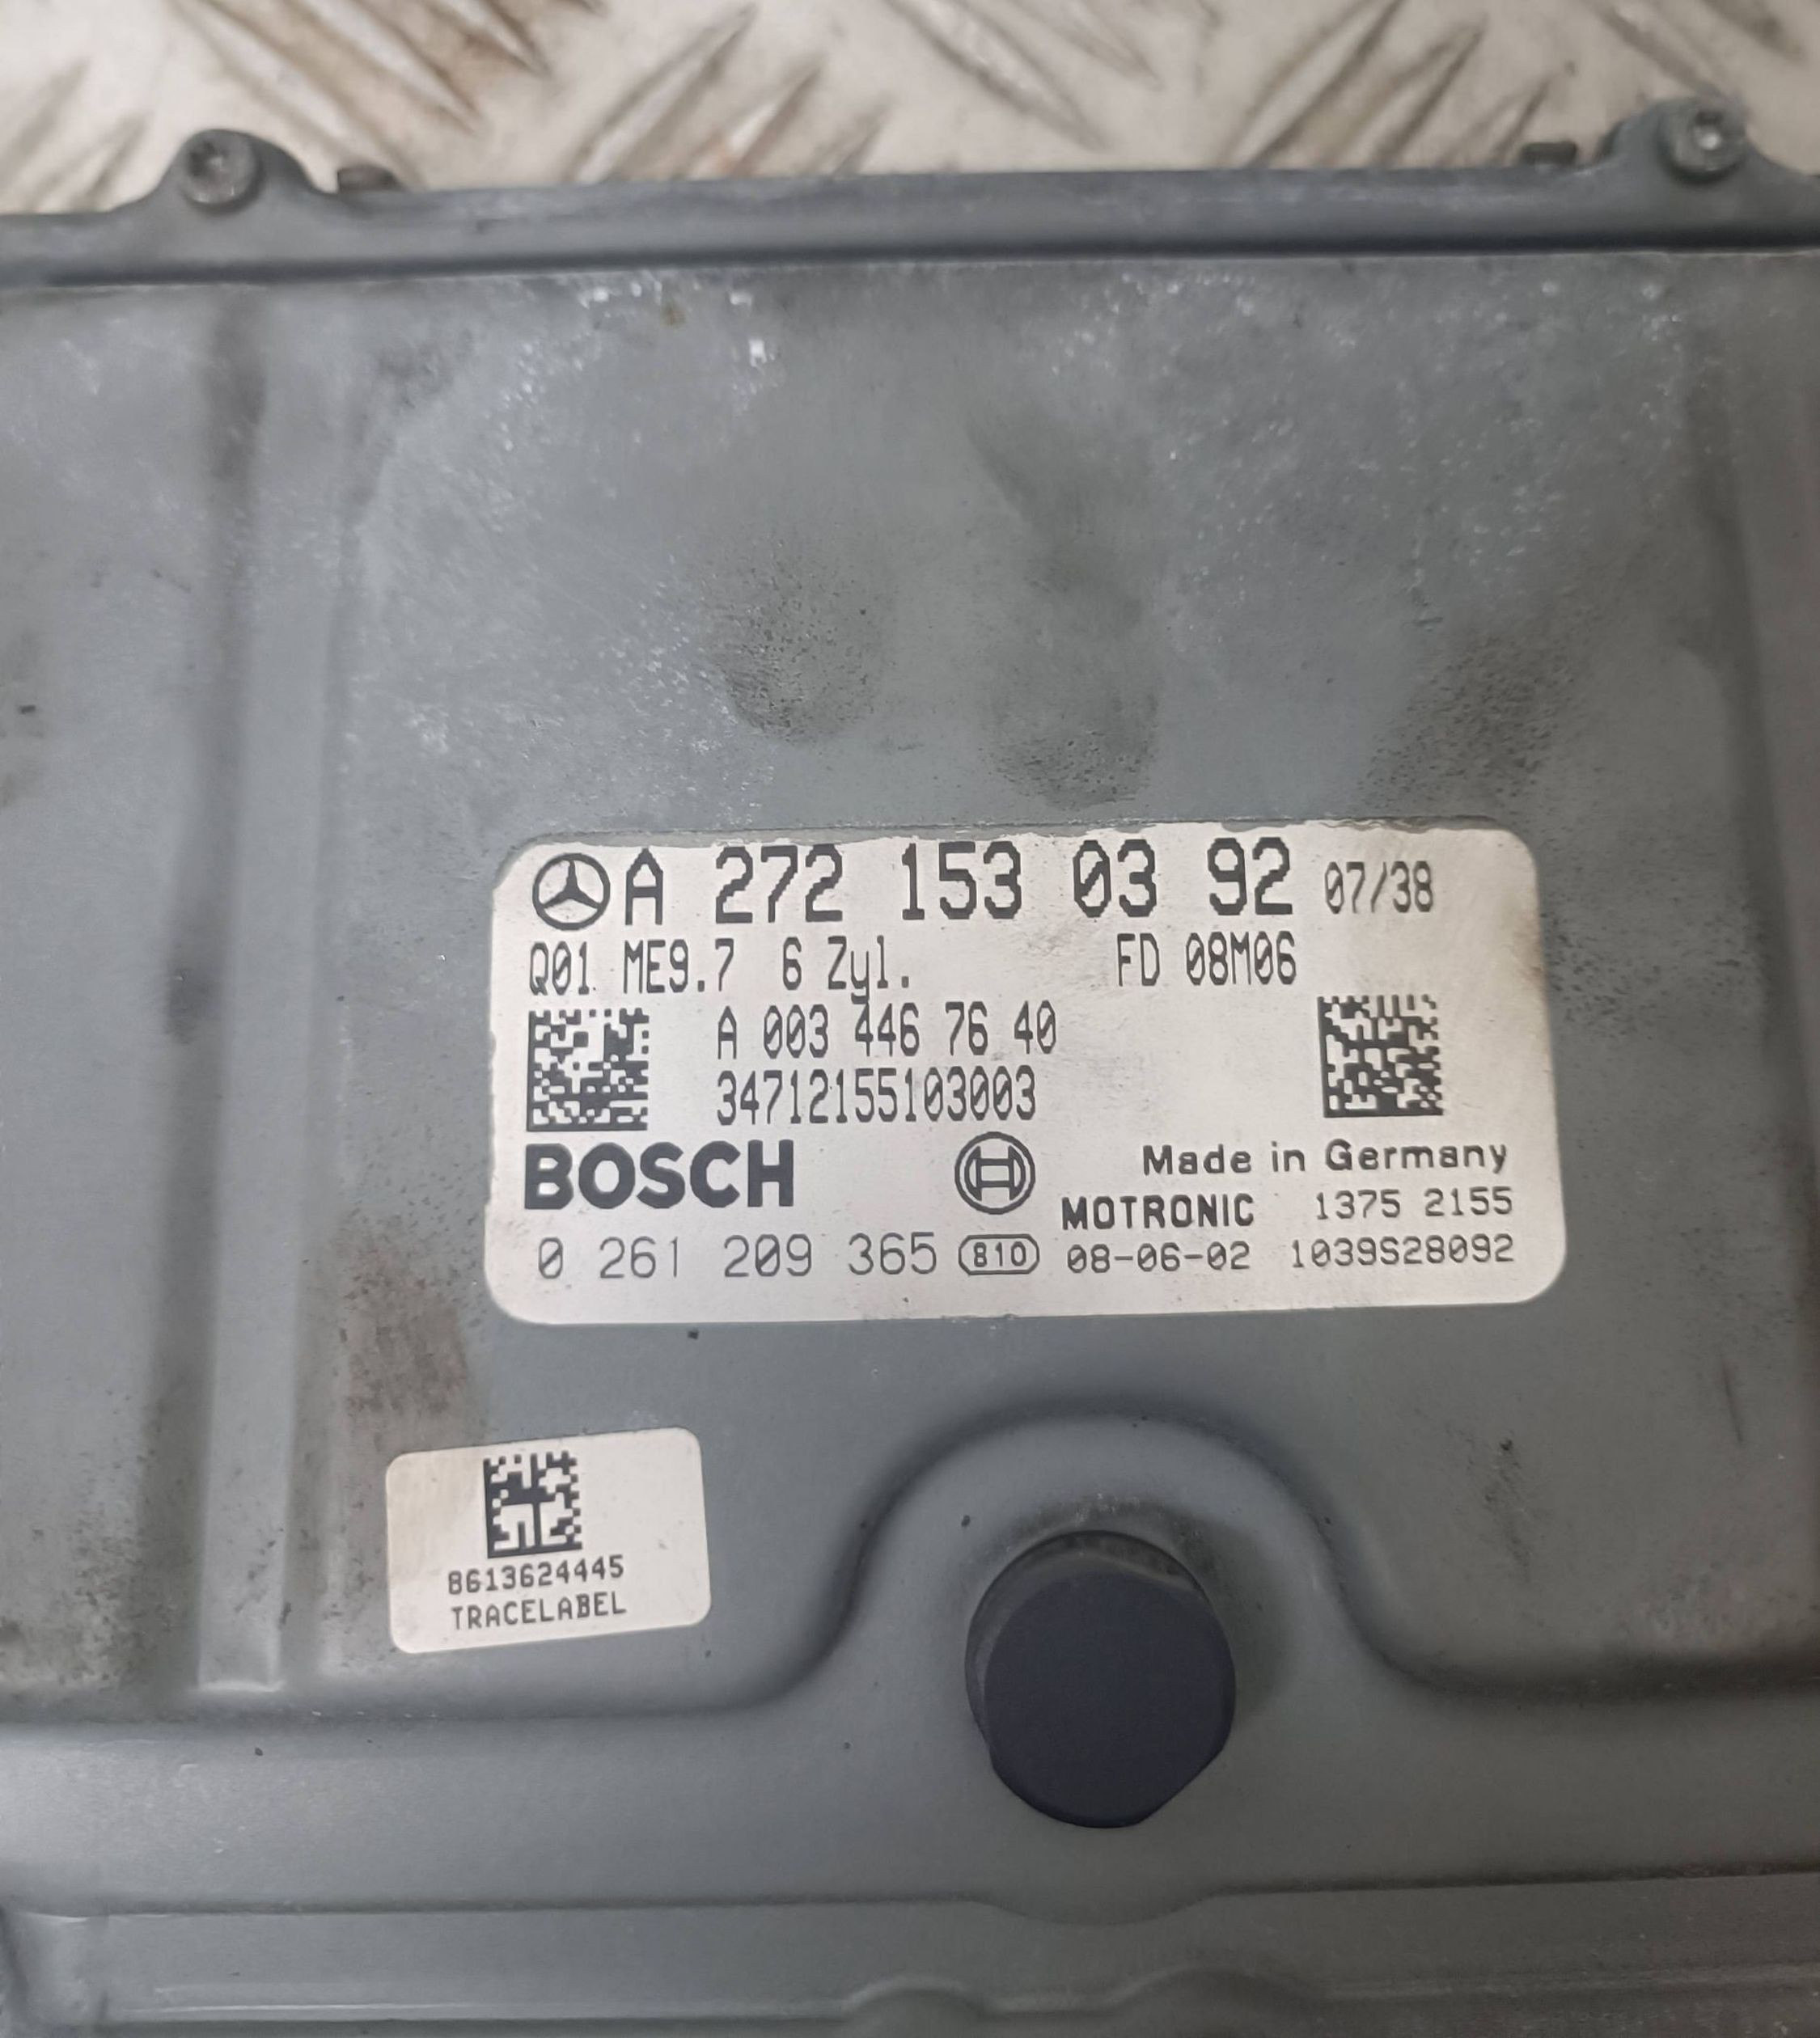 A 272 153 03 92 07/38
Q01 ME9.7 6 Zyl. FD 08M06
A 003 446 76 40
34712155103003
BOSCH Made in Germany
MOTRONIC 1375 2155
0 261 209 365 810 08-06-02 1039S28092
8613624445
TRACELABEL